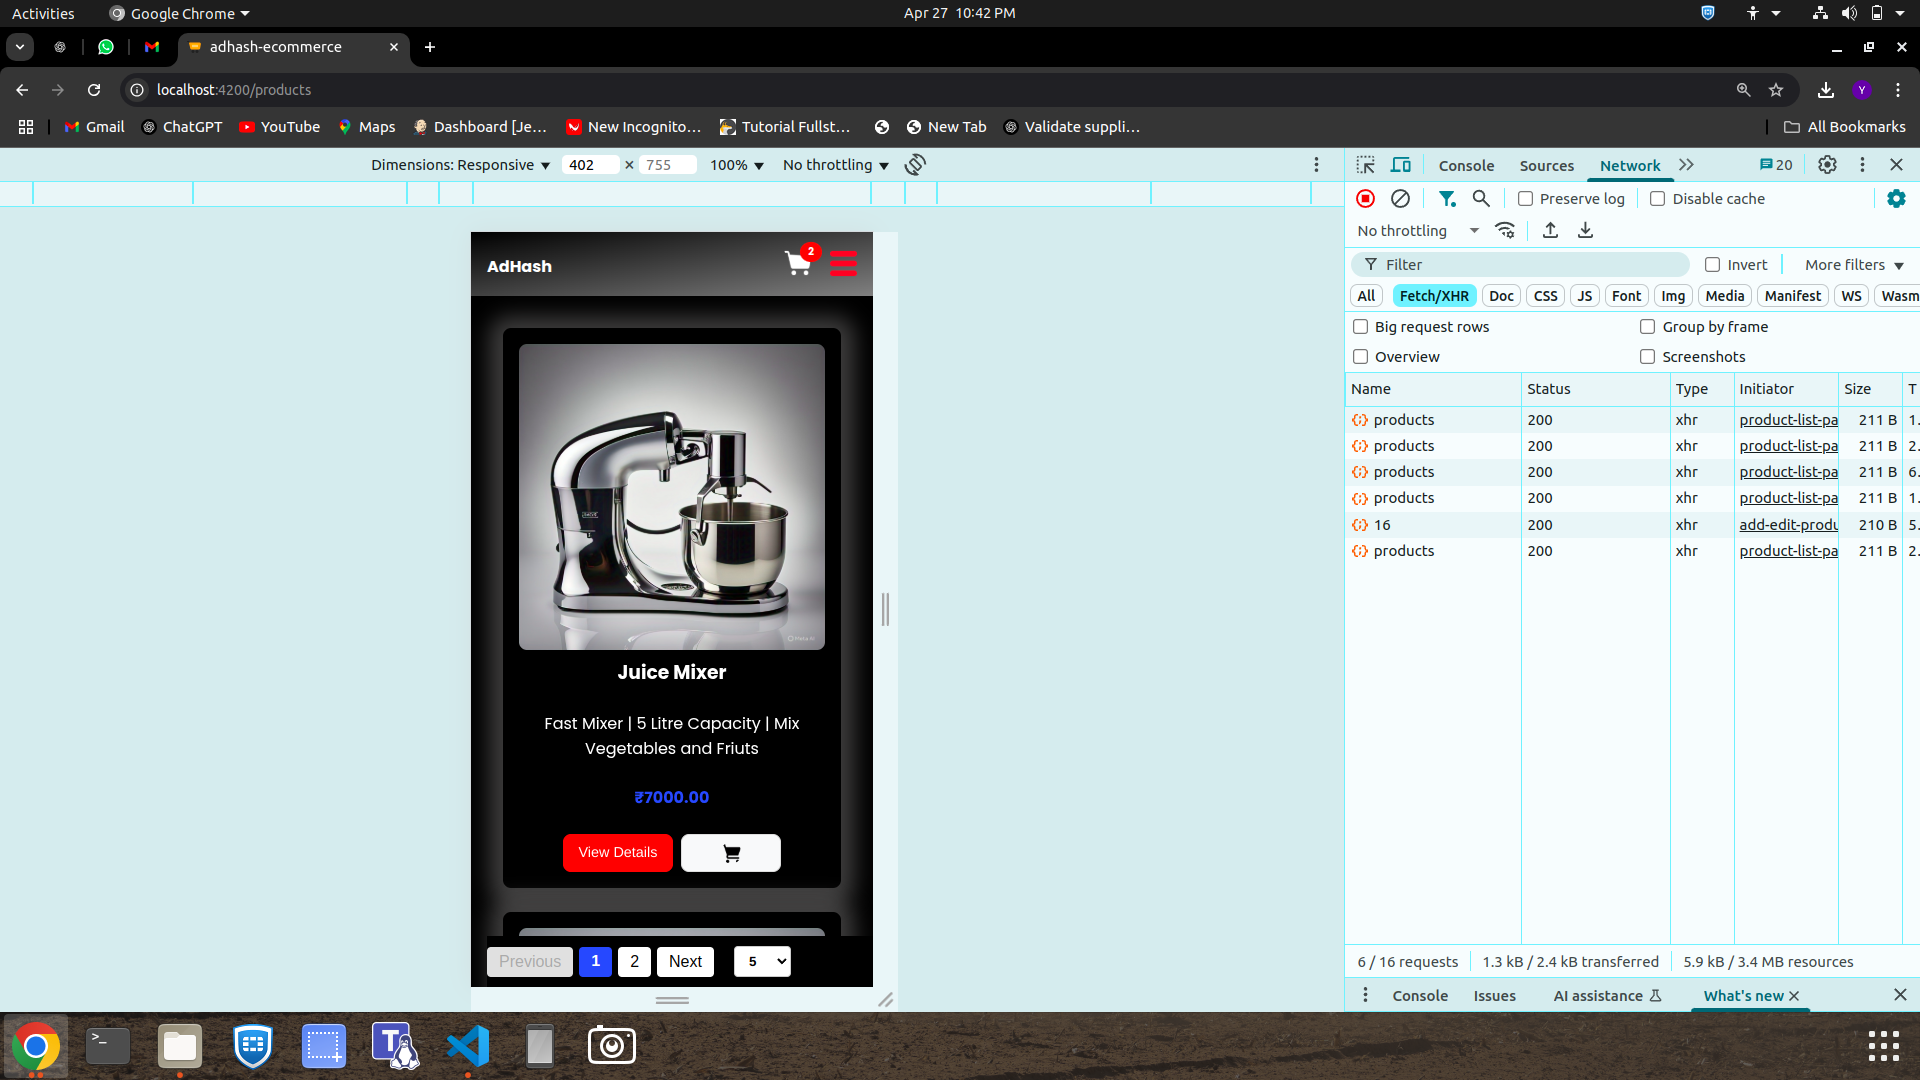 Activities Google Chrome Apr 27 10:42 PM
adhash-ecommerce
localhost:4200/products Y
Gmail ChatGPT YouTube Maps Dashboard [Je... New Incognito... Tutorial Fullst... New Tab Validate suppli... All Bookmarks
Dimensions: Responsive 402 × 755 100% No throttling
Console Sources Network 20
Preserve log Disable cache
No throttling
Filter Invert More filters
All Fetch/XHR Doc CSS JS Font Img Media Manifest WS Wasm
Big request rows Group by frame
Overview Screenshots
Name Status Type Initiator Size T
products 200 xhr product-list-pa 211 B 1.
products 200 xhr product-list-pa 211 B 2.
products 200 xhr product-list-pa 211 B 6.
products 200 xhr product-list-pa 211 B 1.
16 200 xhr add-edit-produ 210 B 5.
products 200 xhr product-list-pa 211 B 2.
6 / 16 requests 1.3 kB / 2.4 kB transferred 5.9 kB / 3.4 MB resources
Console Issues AI assistance What's new
AdHash 2
Juice Mixer
Fast Mixer | 5 Litre Capacity | Mix
Vegetables and Friuts
₹7000.00
View Details
Previous 1 2 Next 5